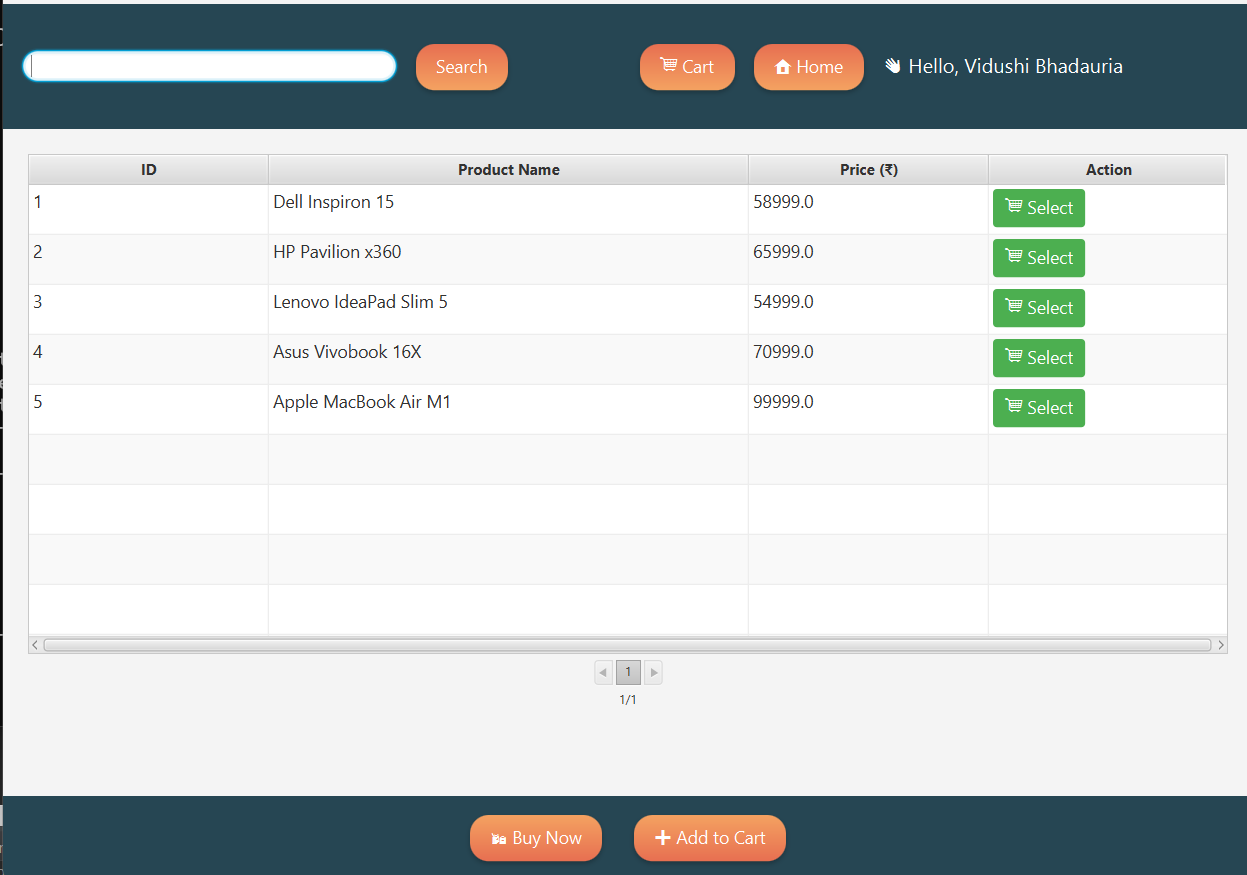 Search Cart Home Hello, Vidushi Bhadauria
ID Product Name Price (₹) Action
1 Dell Inspiron 15 58999.0 Select
2 HP Pavilion x360 65999.0 Select
3 Lenovo IdeaPad Slim 5 54999.0 Select
4 Asus Vivobook 16X 70999.0 Select
5 Apple MacBook Air M1 99999.0 Select
1
1/1
Buy Now Add to Cart